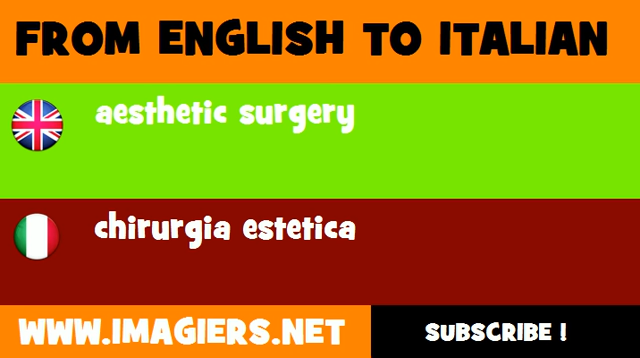 FROM ENGLISH TO ITALIAN
aesthetic surgery
chirurgia estetica
WWW.IMAGIERS.NET
SUBSCRIBE !